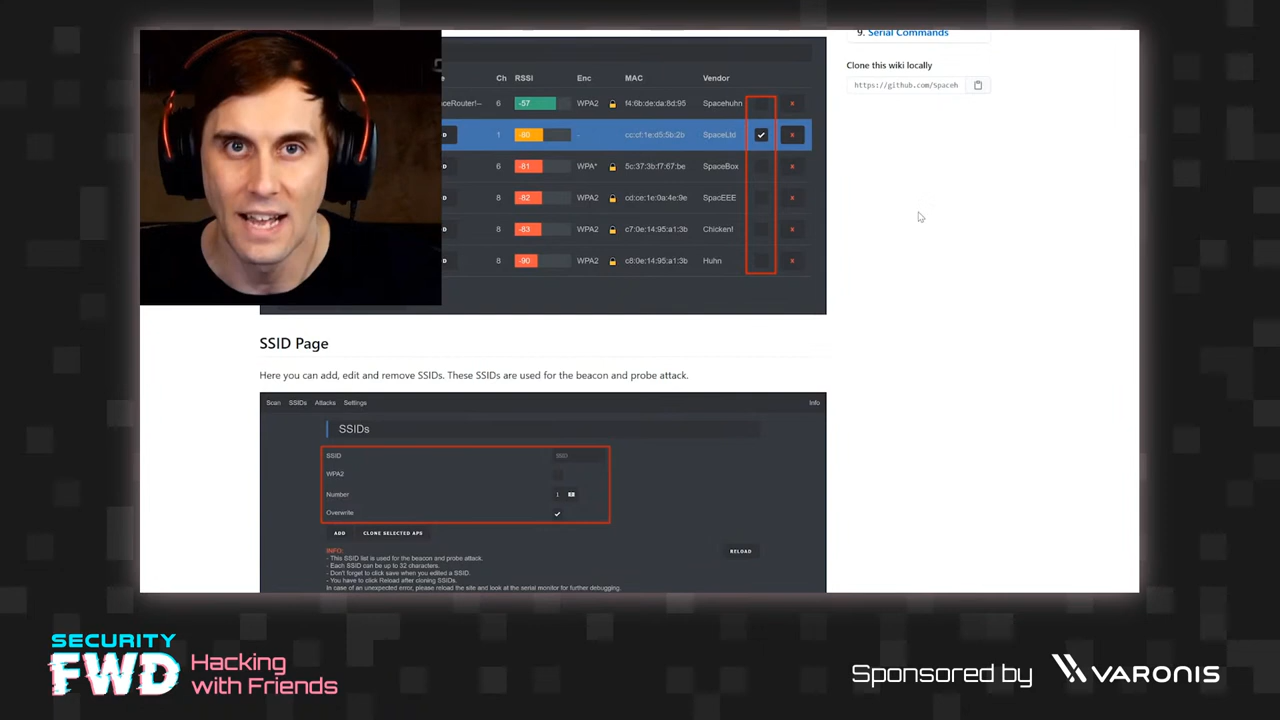 9. Serial Commands
Clone this wiki locally
https://github.com/Spaceh
Ch RSSI Enc MAC Vendor
6 -57 WPA2 f4:6b:de:da:8d:95 Spacehuhn x
D 1 -80 - cc:cf:1e:d5:5b:2b SpaceLtd x
6 -81 WPA* 5c:37:3b:f7:67:be SpaceBox x
8 -82 WPA2 cd:ce:1e:0a:4e:9e SpacEEE x
8 -83 WPA2 c7:0e:14:95:a1:3b Chicken! x
8 -90 WPA2 c8:0e:14:95:a1:3b Huhn x
SSID Page
Here you can add, edit and remove SSIDs. These SSIDs are used for the beacon and probe attack.
Scan SSIDs Attacks Settings Info
SSIDs
SSID SSID
WPA2
Number 1
Overwrite
ADD CLONE SELECTED APS
RELOAD
INFO:
- This SSID list is used for the beacon and probe attack.
- Each SSID can be up to 32 characters.
- Don't forget to click save when you edited a SSID.
- You have to click Reload after cloning SSIDs.
In case of an unexpected error, please reload the site and look at the serial monitor for further debugging.
SECURITY
FWD
Hacking
with Friends
Sponsored by VARONIS